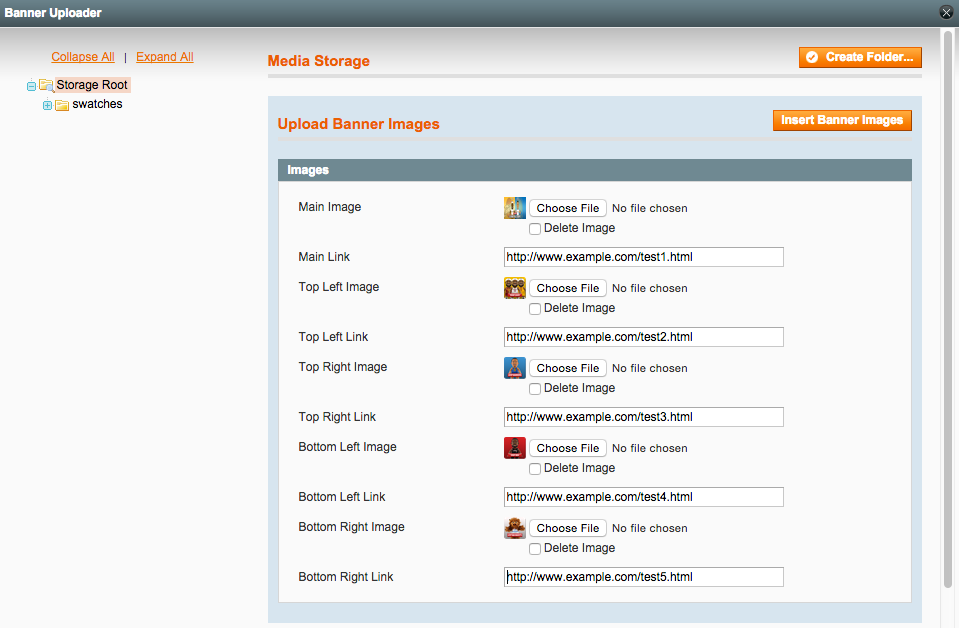 Banner Uploader
Collapse All | Expand All
Storage Root
swatches
Media Storage
Create Folder...
Upload Banner Images
Insert Banner Images
Images
Main Image Choose File No file chosen
Delete Image
Main Link http://www.example.com/test1.html
Top Left Image Choose File No file chosen
Delete Image
Top Left Link http://www.example.com/test2.html
Top Right Image Choose File No file chosen
Delete Image
Top Right Link http://www.example.com/test3.html
Bottom Left Image Choose File No file chosen
Delete Image
Bottom Left Link http://www.example.com/test4.html
Bottom Right Image Choose File No file chosen
Delete Image
Bottom Right Link http://www.example.com/test5.html